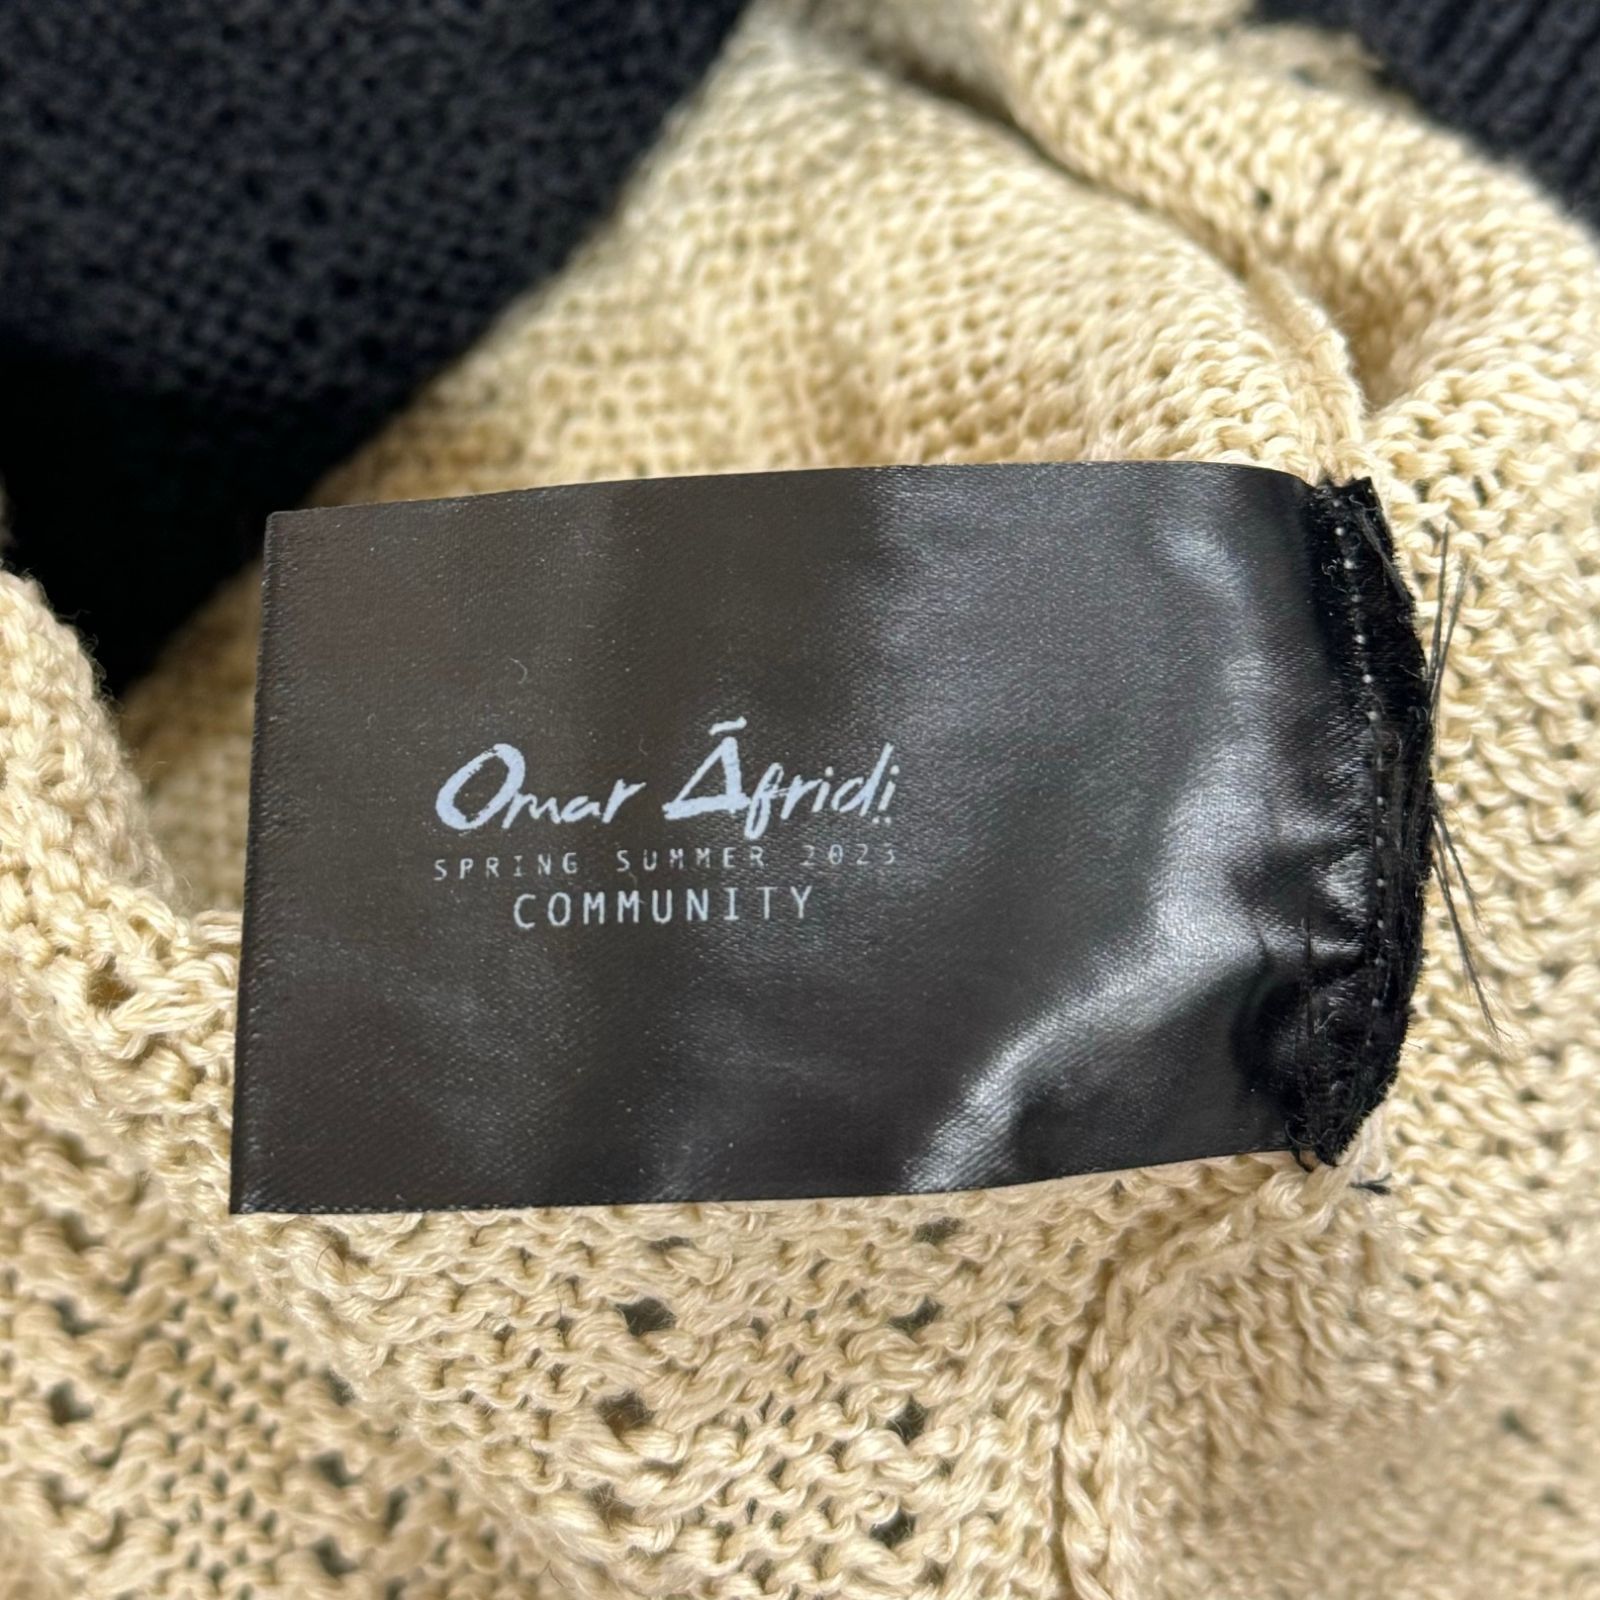 Omar Āfridi
SPRING SUMMER 2023
COMMUNITY